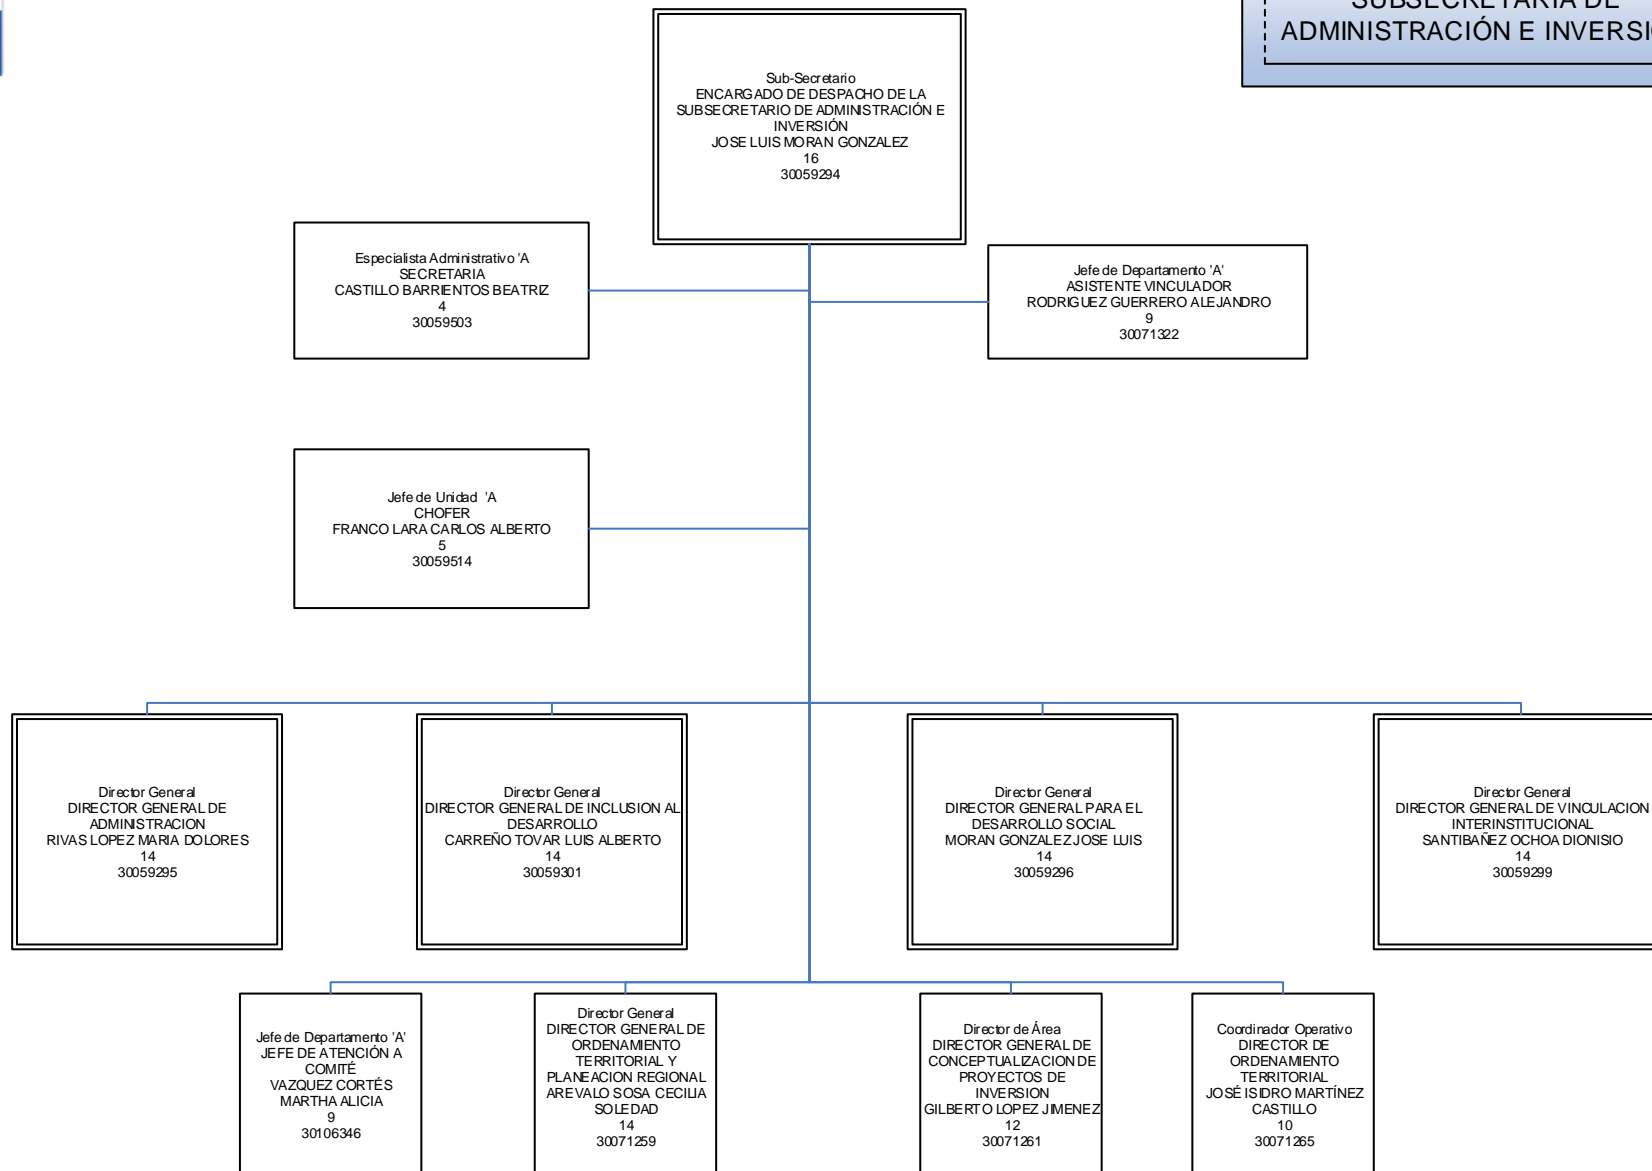 SUBSECRETARÍA DE
ADMINISTRACIÓN E
Sub-Secretario
ENCARGADO DE DESPACHO DE LA
SUBSECRETARIO DE ADMINISTRACIÓN E
INVERSIÓN
JOSE LUIS MORAN GONZALEZ
16
30059294
Especialista Administrativo 'A
SECRETARIA
CASTILLO BARRIENTOS BEATRIZ
4
30059503
Jefe de Departamento 'A'
ASISTENTE VINCULADOR
RODRIGUEZ GUERRERO ALEJANDRO
9
30071322
Jefe de Unidad 'A
CHOFER
FRANCO LARA CARLOS ALBERTO
5
30059514
Director General
DIRECTOR GENERAL DE
ADMINISTRACION
RIVAS LOPEZ MARIA DOLORES
14
30059295
Director General
DIRECTOR GENERAL DE INCLUSION AL
DESARROLLO
CARREÑO TOVAR LUIS ALBERTO
14
30059301
Director General
DIRECTOR GENERAL PARA EL
DESARROLLO SOCIAL
MORAN GONZALEZ JOSE LUIS
14
30059296
Director General
DIRECTOR GENERAL DE VINCULACION
INTERINSTITUCIONAL
SANTIBAÑEZ OCHOA DIONISIO
14
30059299
Jefe de Departamento 'A'
JEFE DE ATENCIÓN A
COMITÉ
VAZQUEZ CORTÉS
MARTHA ALICIA
9
30106346
Director General
DIRECTOR GENERAL DE
ORDENAMIENTO
TERRITORIAL Y
PLANEACION REGIONAL
AREVALO SOSA CECILIA
SOLEDAD
14
30071259
Director de Área
DIRECTOR GENERAL DE
CONCEPTUALIZACION DE
PROYECTOS DE
INVERSION
GILBERTO LOPEZ JIMENEZ
12
30071261
Coordinador Operativo
DIRECTOR DE
ORDENAMIENTO
TERRITORIAL
JOSÉ ISIDRO MARTÍNEZ
CASTILLO
10
30071265